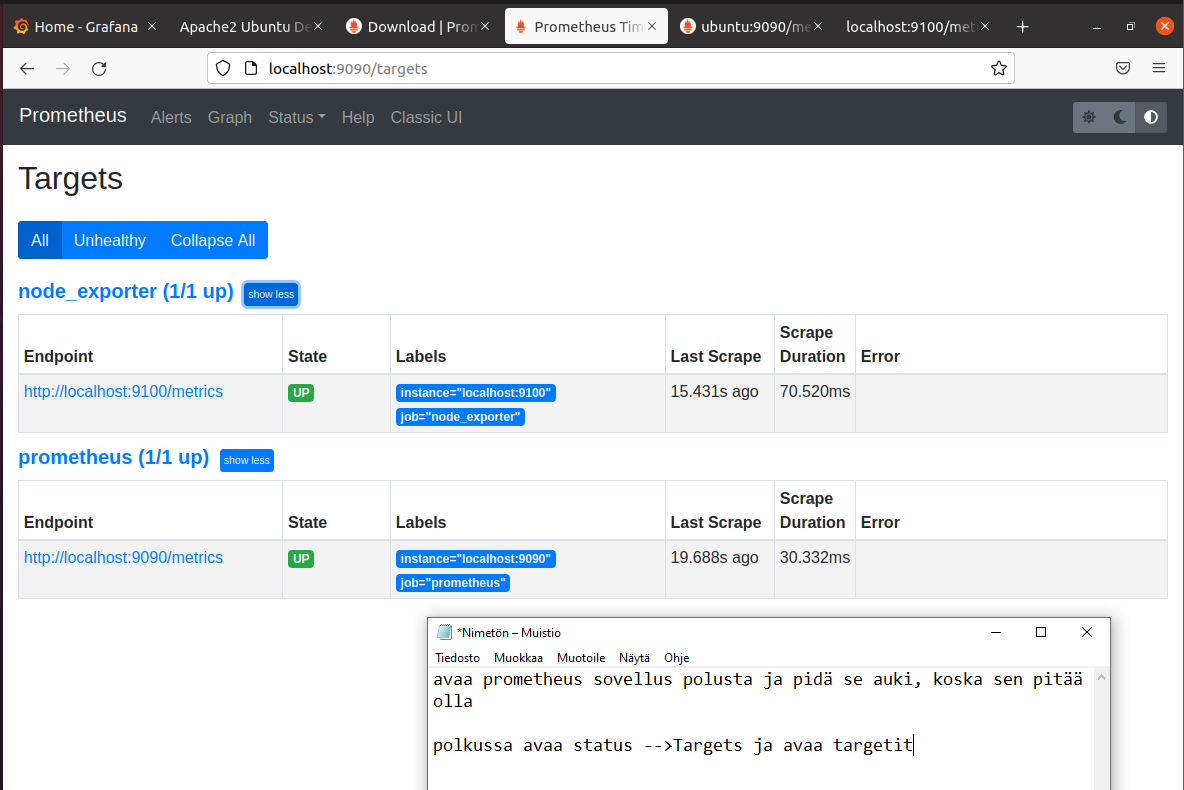 Home - Grafana
Apache2 Ubuntu De
Download | Prom
Prometheus Tim
ubuntu:9090/me
localhost:9100/met
localhost:9090/targets
Prometheus Alerts Graph Status Help Classic UI
Targets
All Unhealthy Collapse All
node_exporter (1/1 up) show less
Endpoint State Labels Last Scrape Scrape Duration Error
http://localhost:9100/metrics UP instance="localhost:9100" 15.431s ago 70.520ms
job="node_exporter"
prometheus (1/1 up) show less
Endpoint State Labels Last Scrape Scrape Duration Error
http://localhost:9090/metrics UP instance="localhost:9090" 19.688s ago 30.332ms
job="prometheus"
*Nimetön – Muistio
Tiedosto Muokkaa Muotoile Näytä Ohje
avaa prometheus sovellus polusta ja pidä se auki, koska sen pitää
olla
polkussa avaa status -->Targets ja avaa targetit